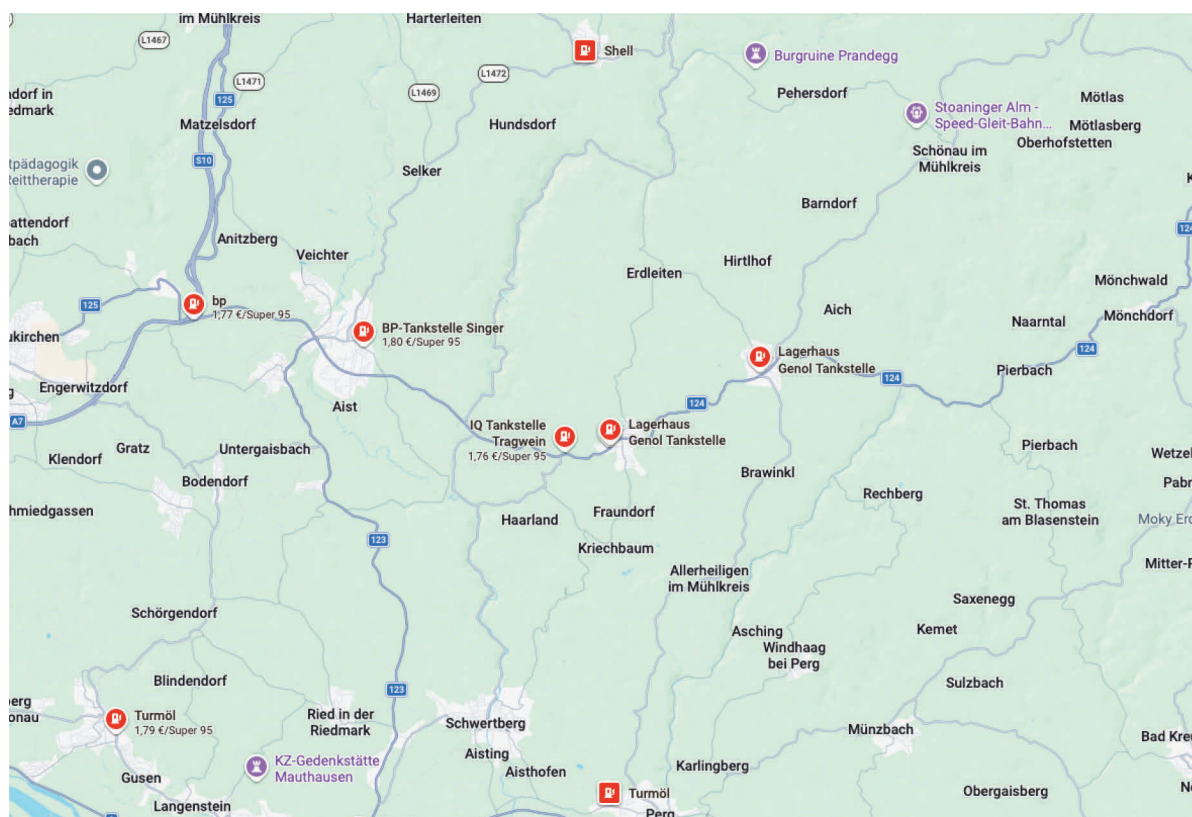 im Mühlkreis
Harterleiten
L1467
Shell
Burgruine Prandegg
L1472
L1471
L1469
Pehersdorf
Mötlas
125
Stoaninger Alm -
Speed-Gleit-Bahn...
Matzelsdorf
Hundsdorf
Mötlasberg
Oberhofstetten
Schönau im
Mühlkreis
S10
Selker
Reittherapie
Barndorf
Anitzberg
124
Veichter
Hirtlhof
Erdleiten
Mönchwald
bp
1,77 €/Super 95
125
Aich
Mönchdorf
Naarntal
BP-Tankstelle Singer
1,80 €/Super 95
124
Lagerhaus
Genol Tankstelle
Pierbach
124
Engerwitzdorf
124
Aist
A7
IQ Tankstelle
Tragwein
1,76 €/Super 95
Lagerhaus
Genol Tankstelle
Gratz
Untergaisbach
Pierbach
Klendorf
Brawinkl
Bodendorf
Rechberg
St. Thomas
am Blasenstein
Haarland
Fraundorf
123
Kriechbaum
Allerheiligen
im Mühlkreis
Saxenegg
Schörgendorf
Asching
Kemet
Windhaag
bei Perg
Blindendorf
Sulzbach
123
Turmöl
1,79 €/Super 95
Ried in der
Riedmark
Schwertberg
Münzbach
Aisting
KZ-Gedenkstätte
Mauthausen
Karlingberg
Aisthofen
Gusen
Turmöl
Obergaisberg
Langenstein
Perg